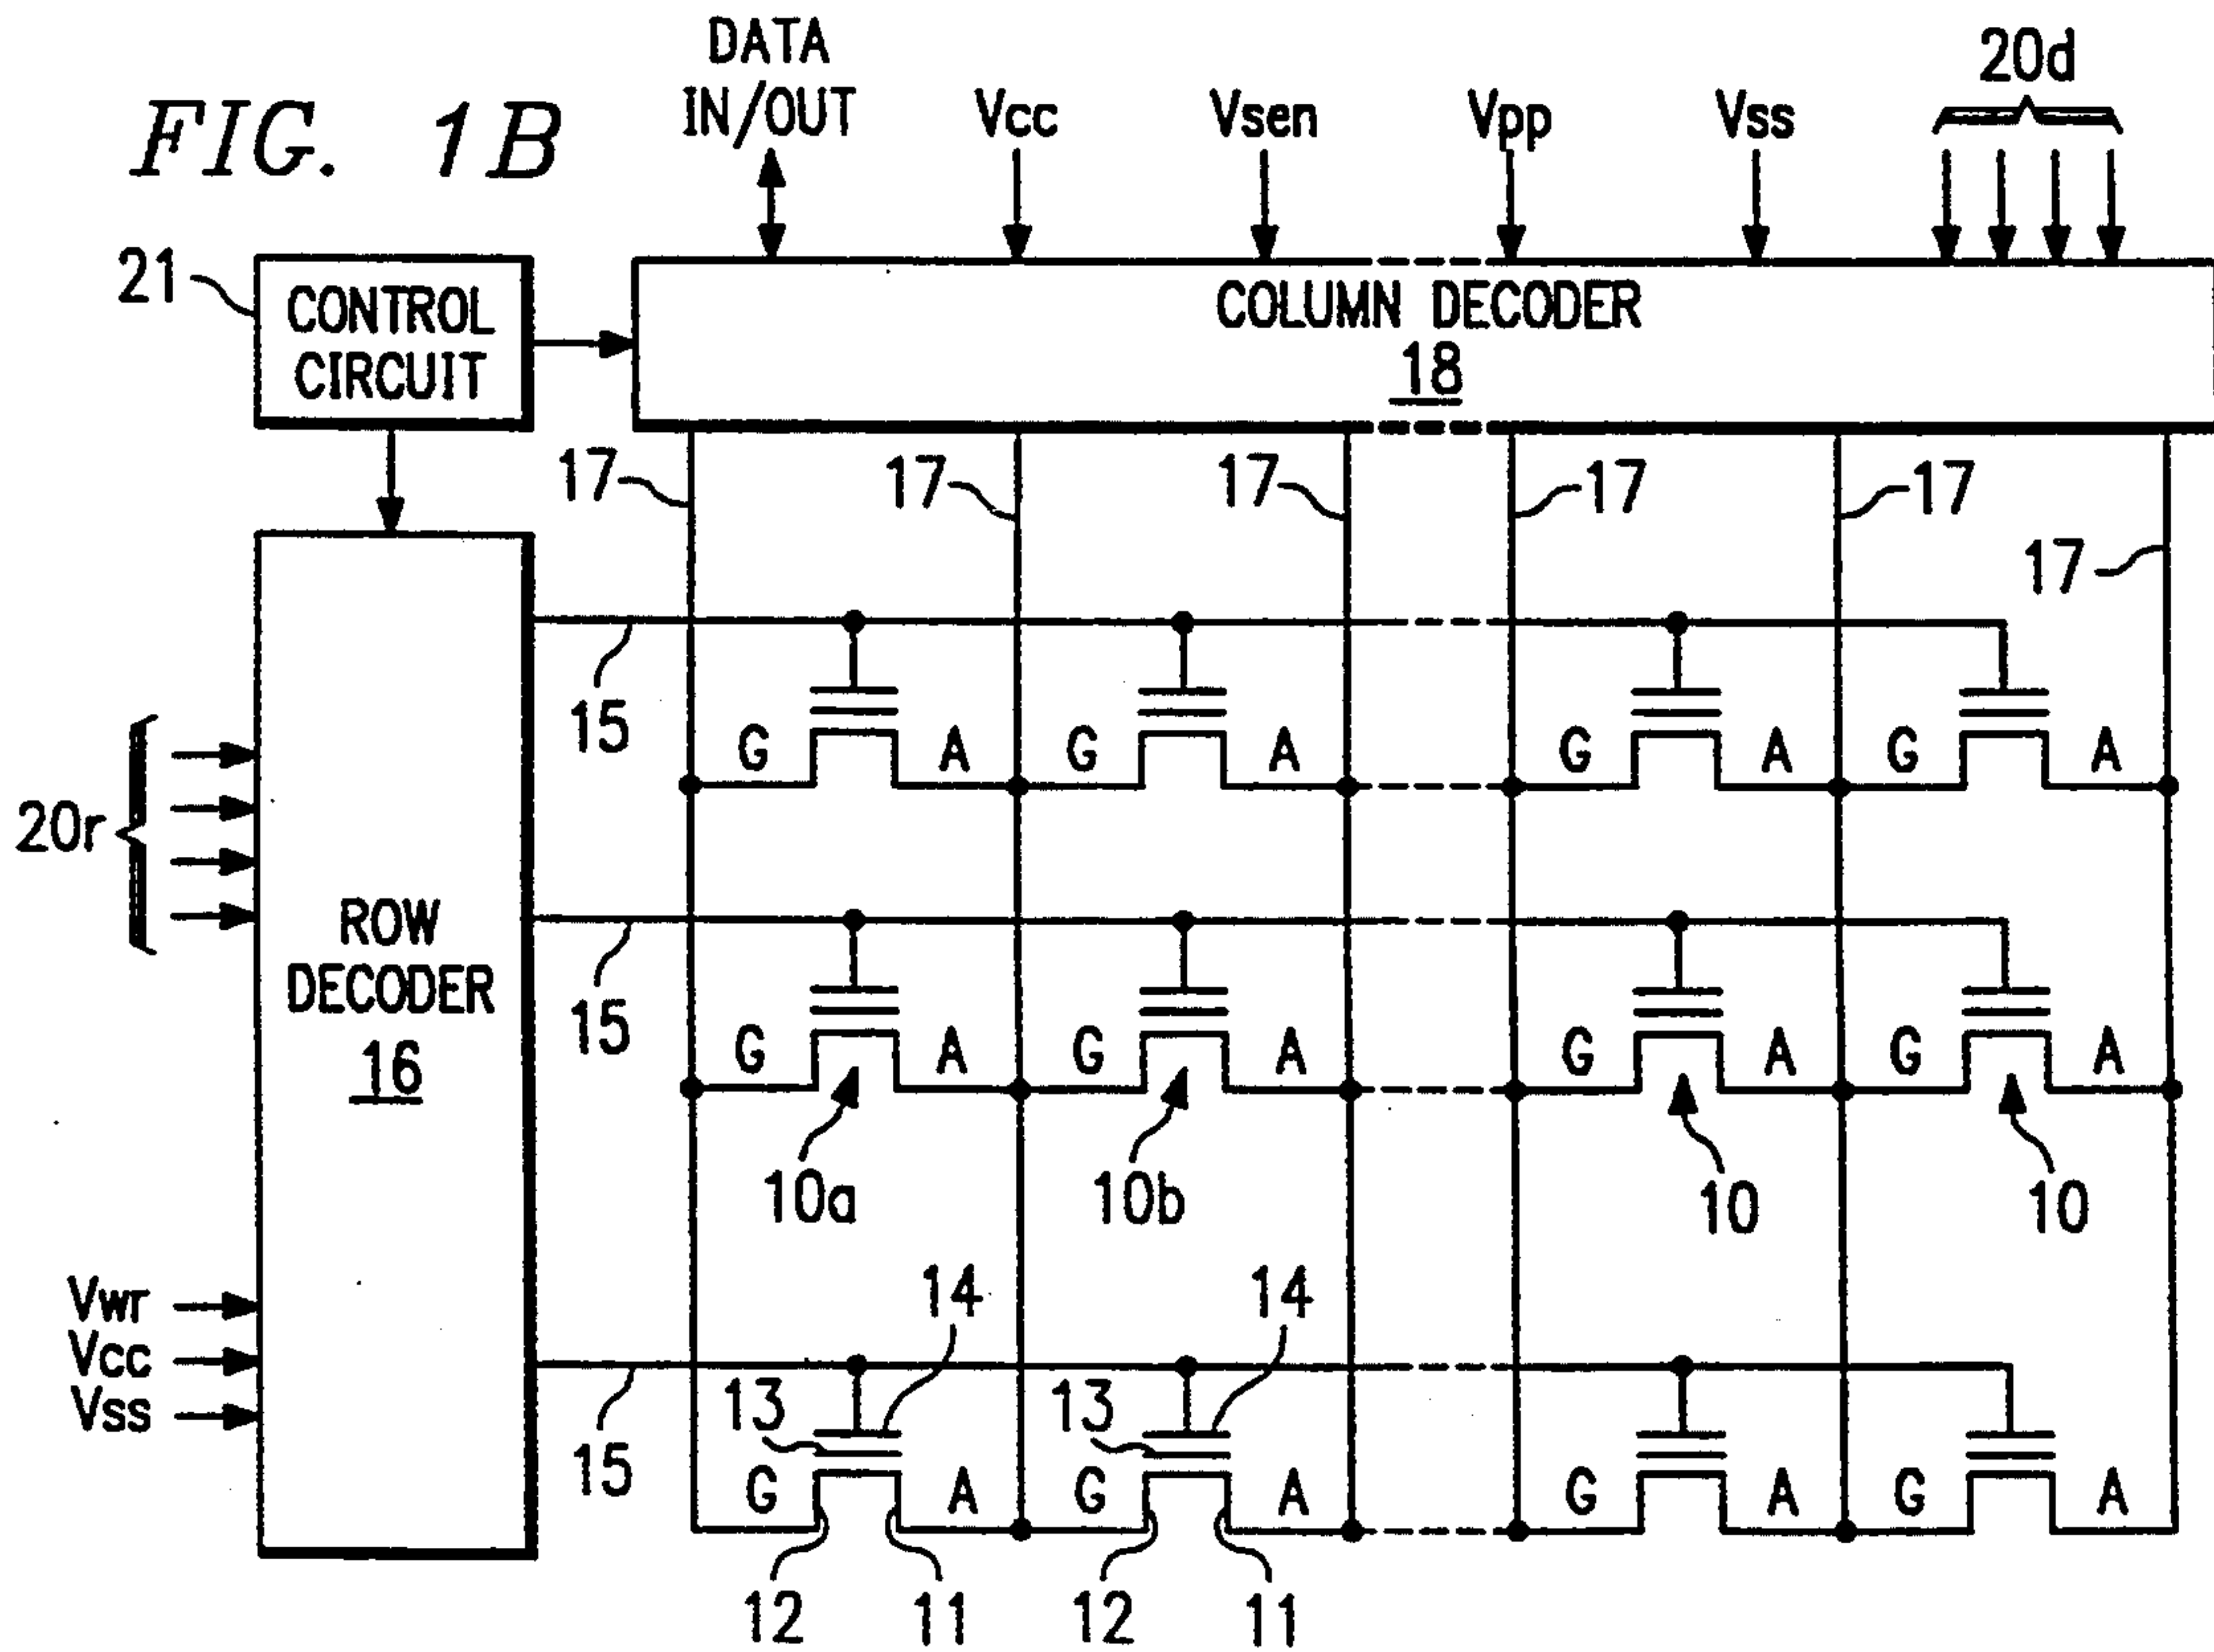 FIG. 1B
DATA
IN/OUT
Vcc
Vsen
Vpp
Vss
20d
21
CONTROL
CIRCUIT
COLUMN DECODER
18
17
17
17
17
17
17
15
G A G A G A G A
20r
ROW
DECODER
16
15
G A G A G A G A
10a
10b
10
10
Vwr
Vcc
Vss
14
14
13
13
15
G A G A G A G A
12
11
12
11